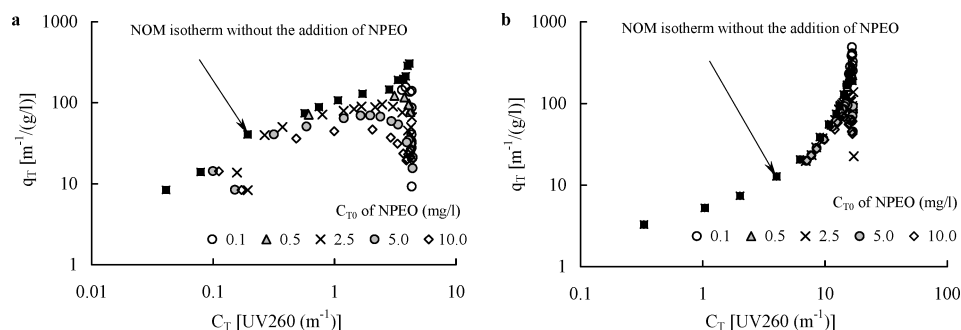 a
NOM isotherm without the addition of NPEO
q_T [m^-1/(g/l)]
1000
100
10
1
C_T0 of NPEO (mg/l)
0.1 0.5 2.5 5.0 10.0
0.01 0.1 1 10
C_T [UV260 (m^-1)]
b
NOM isotherm without the addition of NPEO
q_T [m^-1/(g/l)]
1000
100
10
1
C_T0 of NPEO (mg/l)
0.1 0.5 2.5 5.0 10.0
0.1 1 10 100
C_T [UV260 (m^-1)]